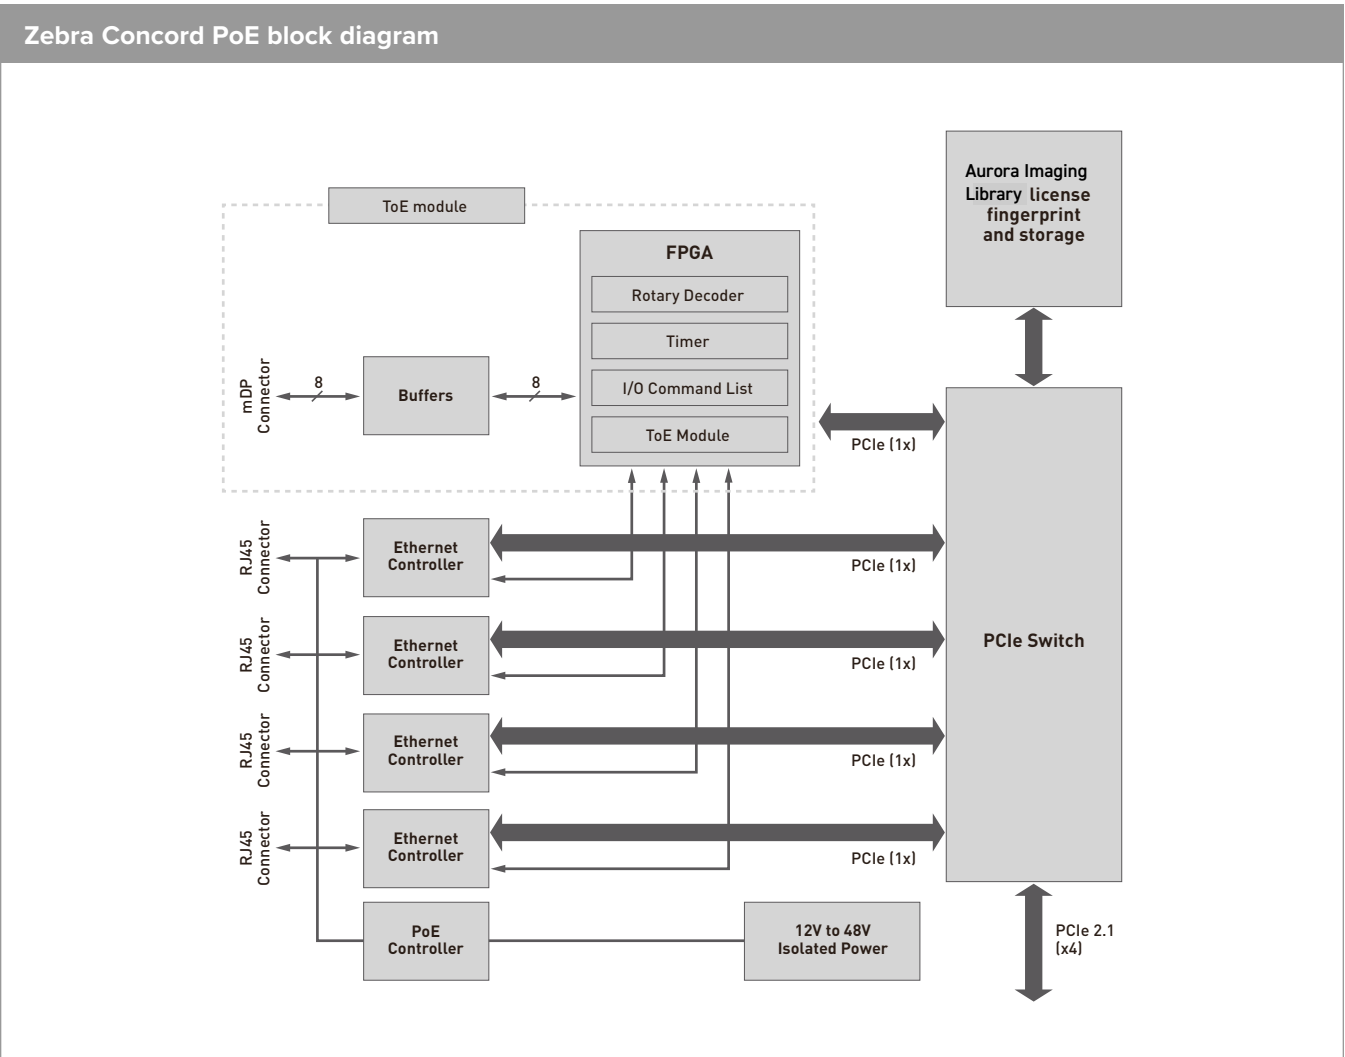 Zebra Concord PoE block diagram
Aurora Imaging
Library license
fingerprint
and storage
ToE module
FPGA
Rotary Decoder
Timer
I/O Command List
ToE Module
mDP
Connector
8
Buffers
8
PCIe (1x)
RJ45
Connector
Ethernet
Controller
PCIe (1x)
RJ45
Connector
Ethernet
Controller
PCIe (1x)
PCIe Switch
RJ45
Connector
Ethernet
Controller
PCIe (1x)
RJ45
Connector
Ethernet
Controller
PCIe (1x)
PoE
Controller
12V to 48V
Isolated Power
PCIe 2.1
(x4)